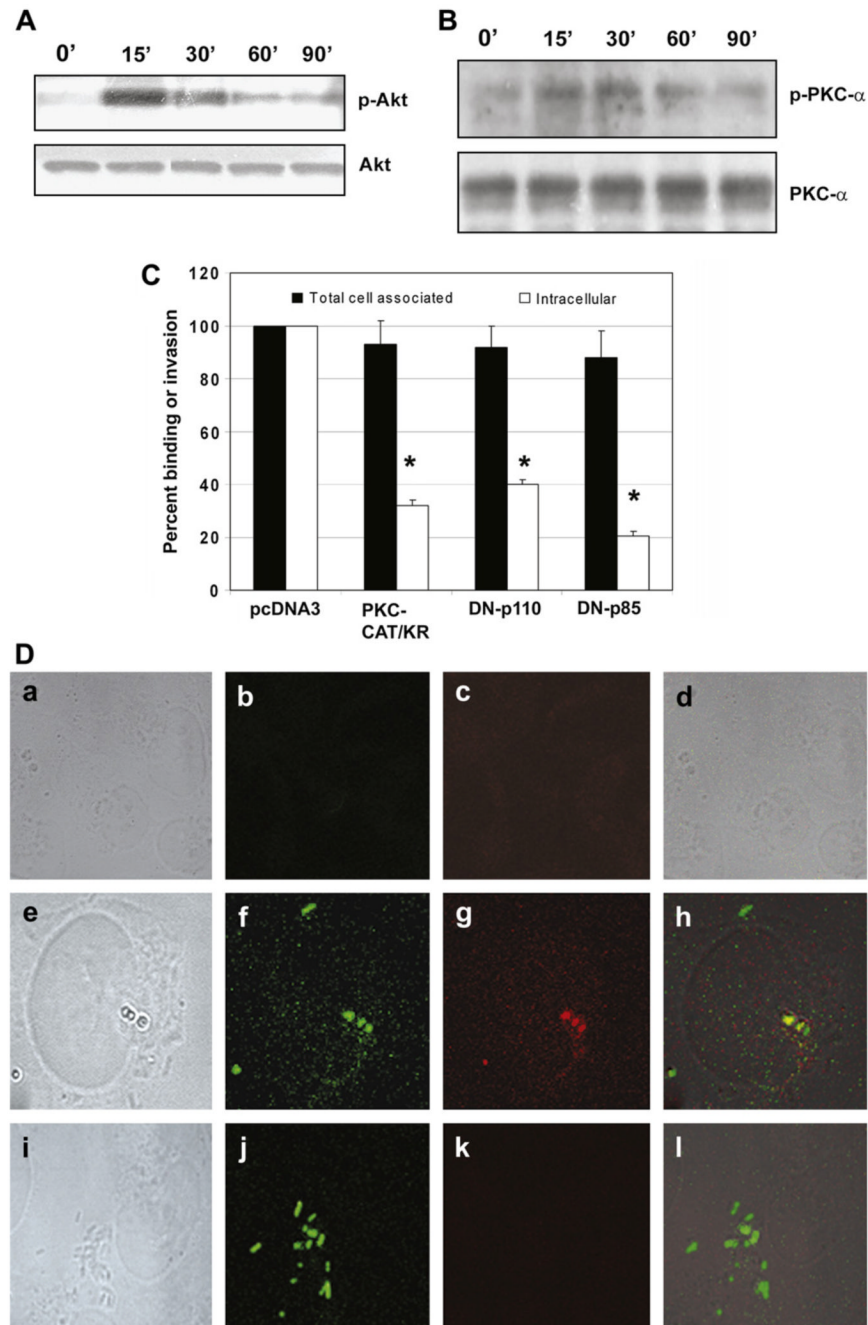 A
0’ 15’ 30’ 60’ 90’
p-Akt
Akt
B
0’ 15’ 30’ 60’ 90’
p-PKC-α
PKC-α
C
Percent binding or invasion
120
100
80
60
40
20
0
Total cell associated
Intracellular
*
*
*
pcDNA3
PKC-
CAT/KR
DN-p110
DN-p85
D
a
b
c
d
e
f
g
h
i
j
k
l